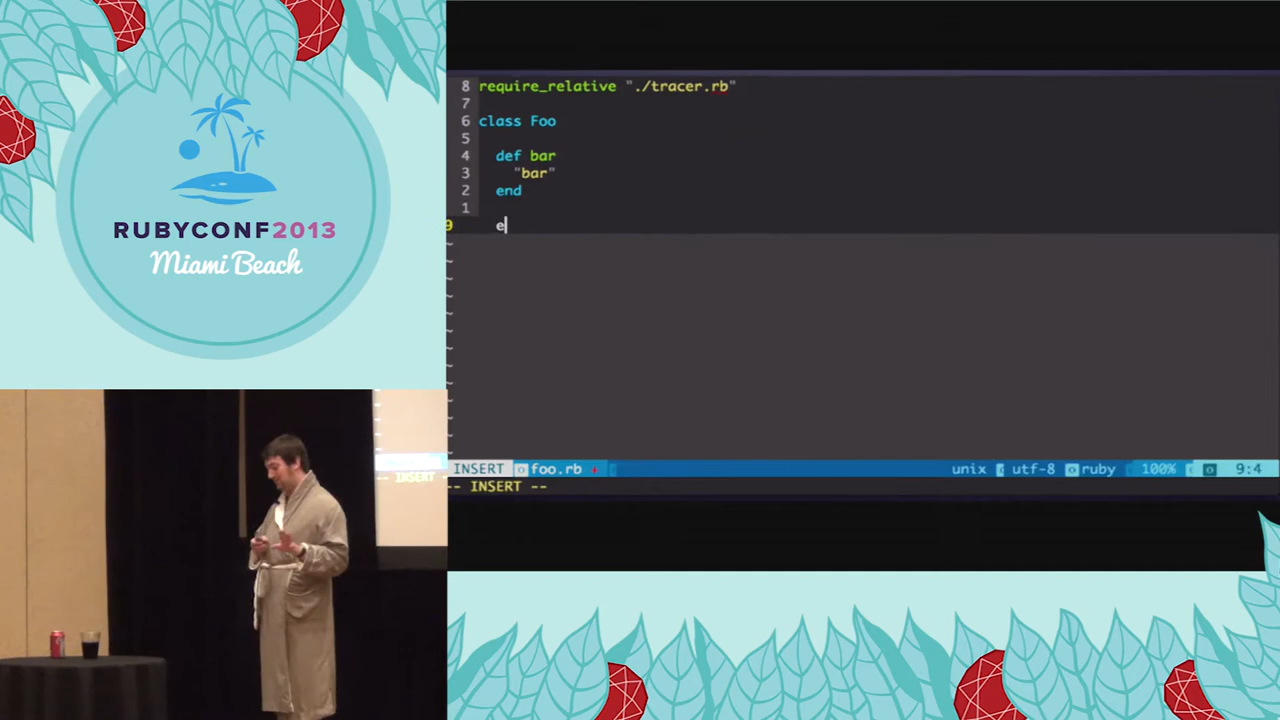 RUBYCONF2013
Miami Beach
8 require_relative "./tracer.rb"
7
6 class Foo
5
4 def bar
3 "bar"
2 end
1
9 e
~
~
~
~
~
~
~
~
~
~
~
~
~
INSERT foo.rb + unix utf-8 ruby 100% 9:4
-- INSERT --
-- INSERT --